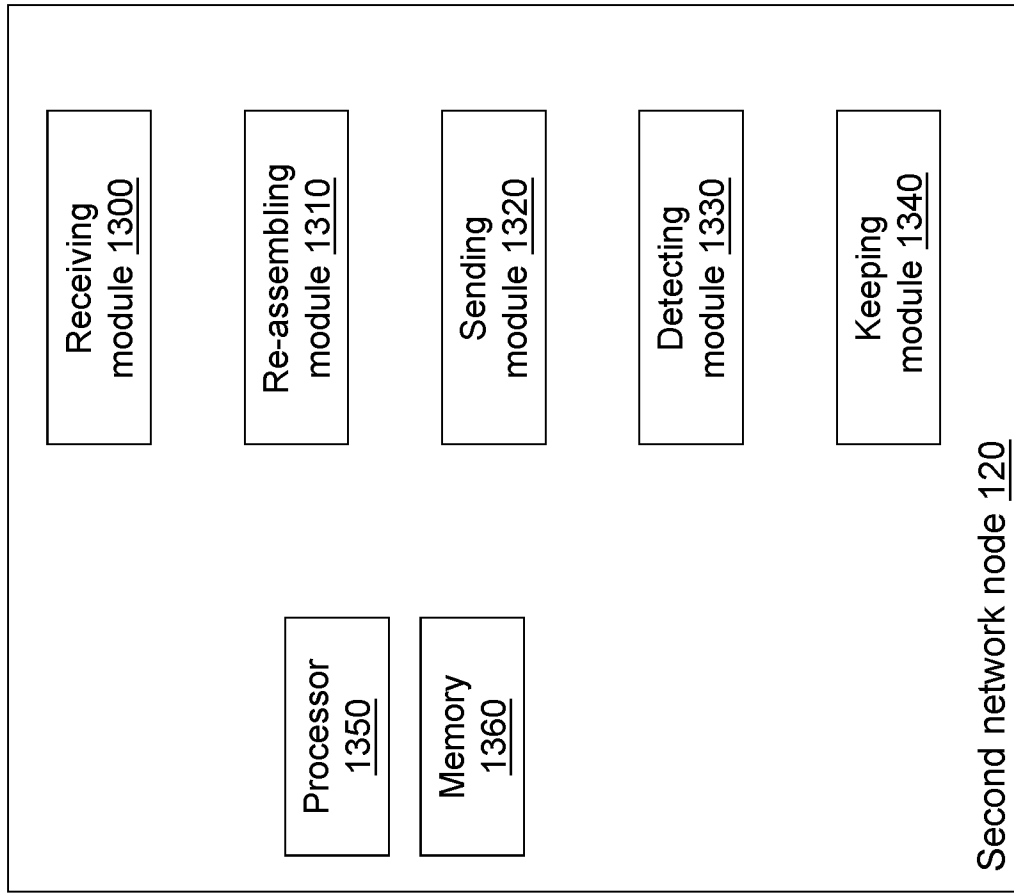 Receiving
module 1300
Re-assembling
module 1310
Sending
module 1320
Detecting
module 1330
Keeping
module 1340
Processor
1350
Memory
1360
Second network node 120